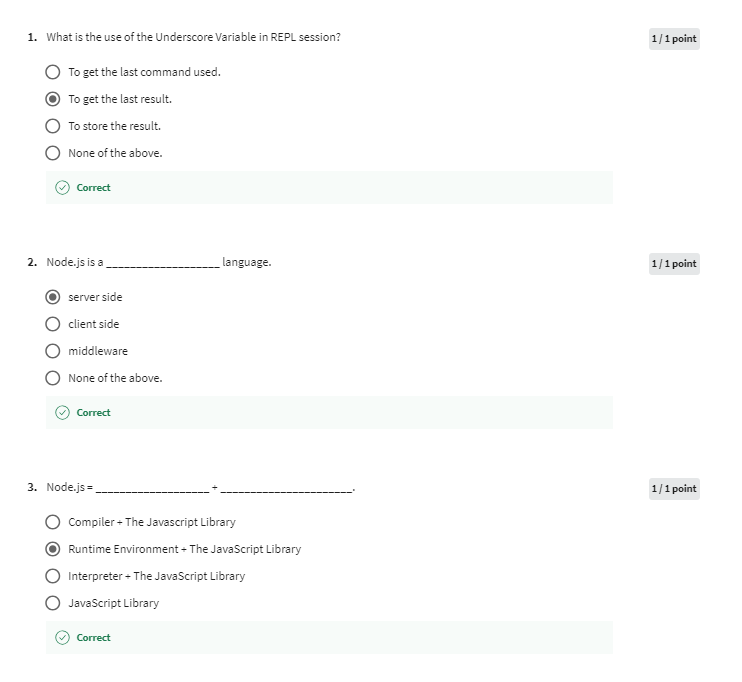 1. What is the use of the Underscore Variable in REPL session?
1 / 1 point
To get the last command used.
To get the last result.
To store the result.
None of the above.
Correct
2. Node.js is a ___________________ language.
1 / 1 point
server side
client side
middleware
None of the above.
Correct
3. Node.js = ___________________ + ______________________.
1 / 1 point
Compiler + The Javascript Library
Runtime Environment + The JavaScript Library
Interpreter + The JavaScript Library
JavaScript Library
Correct